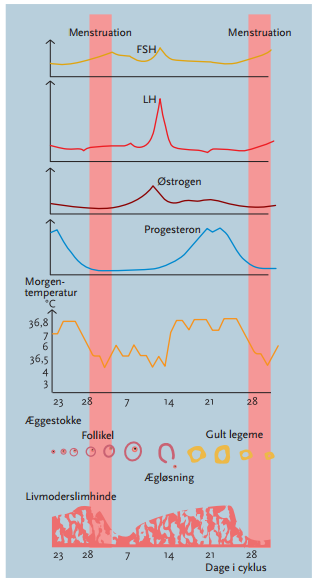 Menstruation Menstruation
FSH
LH
Østrogen
Progesteron
Morgen-
temperatur
°C
36,8
7
6
36,5
4
3
23 28 7 14 21 28
Æggestokke
Follikel Gult legeme
Ægløsning
Livmoderslimhinde
23 28 7 14 21 28
Dage i cyklus